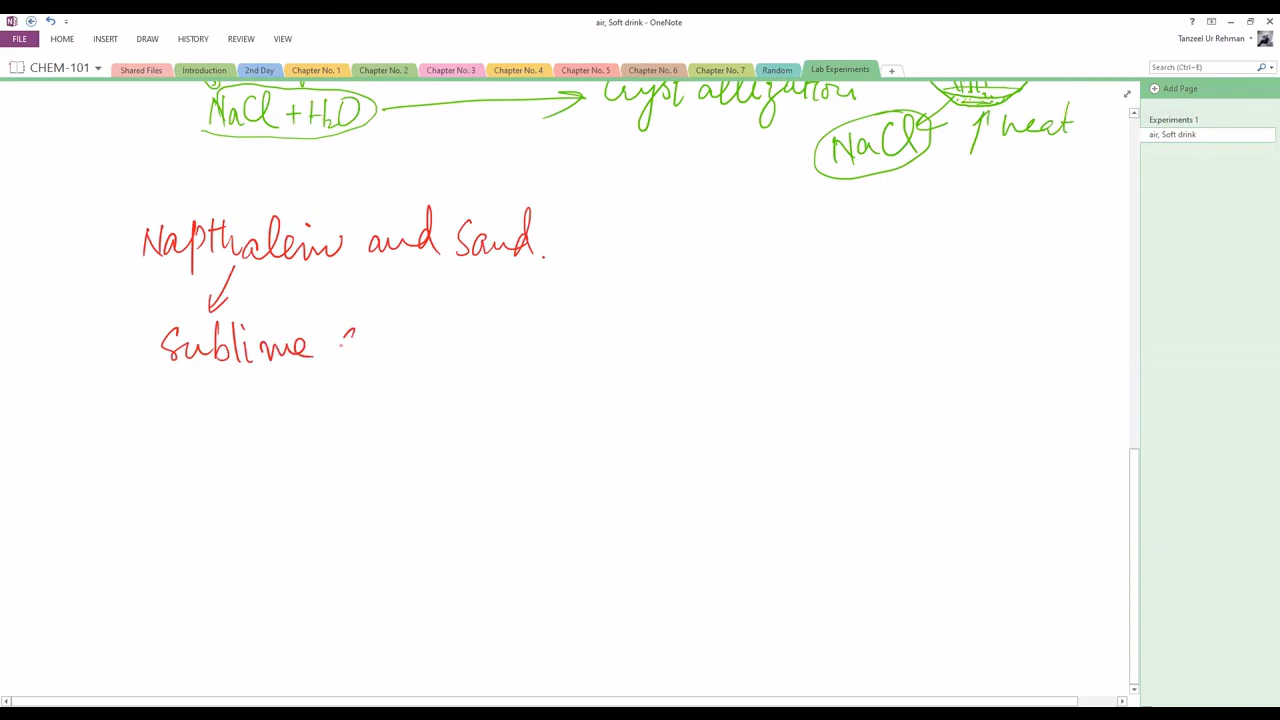 air, Soft drink - OneNote
Tanzeel Ur Rehman
FILE HOME INSERT DRAW HISTORY REVIEW VIEW
CHEM-101 Shared Files Introduction 2nd Day Chapter No. 1 Chapter No. 2 Chapter No. 3 Chapter No. 4 Chapter No. 5 Chapter No. 6 Chapter No. 7 Random Lab Experiments
Search (Ctrl+E)
Add Page
Experiments 1
air, Soft drink
NaCl + H2O
Crystallization
NaCl
heat
Napthalein and Sand.
Sublime